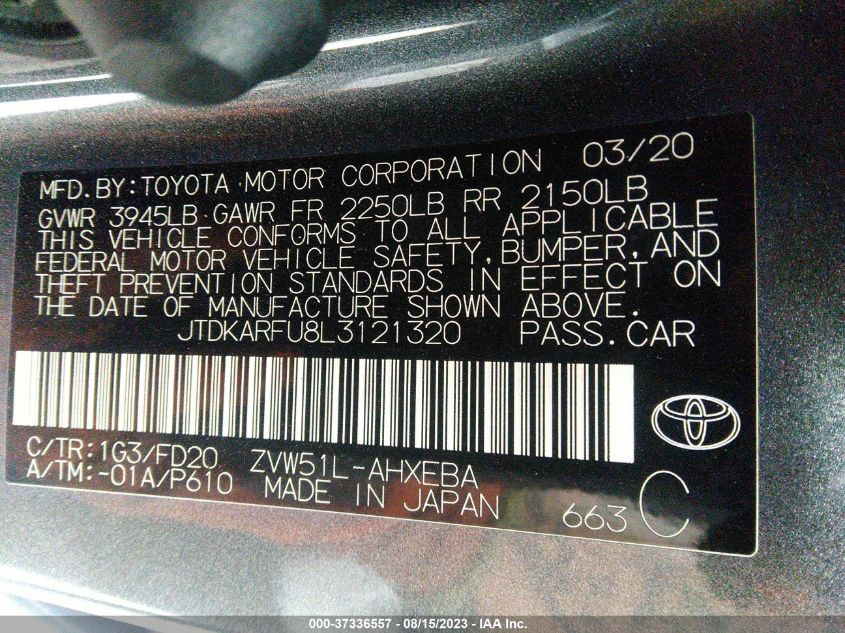 MFD.BY:TOYOTA MOTOR CORPORATION 03/20
GVWR 3945LB GAWR FR 2250LB RR 2150LB
THIS VEHICLE CONFORMS TO ALL APPLICABLE
FEDERAL MOTOR VEHICLE SAFETY,BUMPER,AND
THEFT PREVENTION STANDARDS IN EFFECT ON
THE DATE OF MANUFACTURE SHOWN ABOVE.
JTDKARFU8L3121320 PASS.CAR
C/TR:1G3/FD20 ZVW51L-AHXEBA
A/TM:-01A/P610 MADE IN JAPAN
663 C
000-37336557 - 08/15/2023 - IAA Inc.